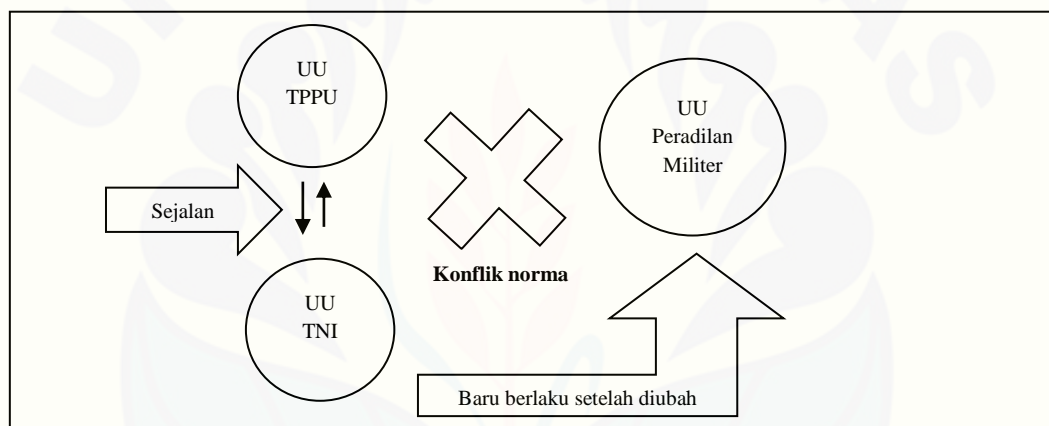 UU
TPPU
UU
Peradilan
Militer
Sejalan
Konflik norma
UU
TNI
Baru berlaku setelah diubah